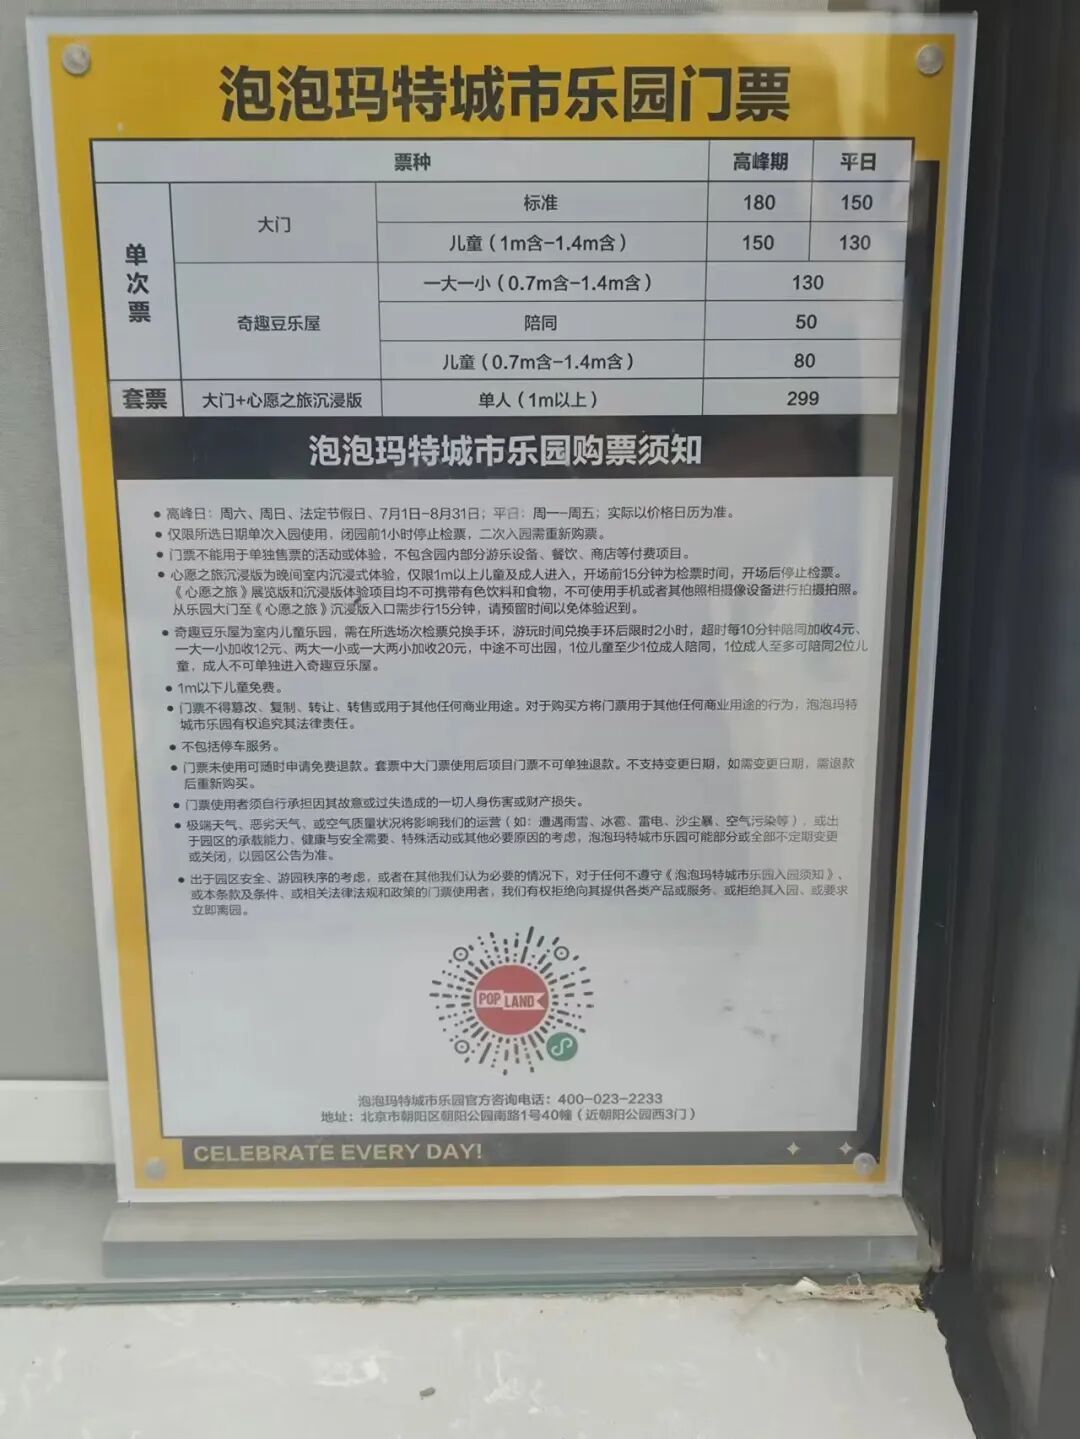 泡泡玛特城市乐园门票
票种 高峰期 平日
单次票 大门 标准 180 150
儿童（1m含-1.4m含） 150 130
奇趣豆乐屋 一大一小（0.7m含-1.4m含） 130
陪同 50
儿童（0.7m含-1.4m含） 80
套票 大门+心愿之旅沉浸版 单人（1m以上） 299
泡泡玛特城市乐园购票须知
• 高峰日：周六、周日、法定节假日、7月1日-8月31日；平日：周一-周五；实际以价格日历为准。
• 仅限所选日期单次入园使用，闭园前1小时停止检票，二次入园需重新购票。
• 门票不能用于单独售票的活动或体验，不包含园内部分游乐设备、餐饮、商店等付费项目。
• 心愿之旅沉浸版为晚间室内沉浸式体验，仅限1m以上儿童及成人进入，开场前15分钟为检票时间，开场后停止检票。
《心愿之旅》展览版和沉浸版体验项目均不可携带有色饮料和食物，不可使用手机或者其他照相摄像设备进行拍摄拍照。
从乐园大门至《心愿之旅》沉浸版入口需步行15分钟，请预留时间以免体验迟到。
• 奇趣豆乐屋为室内儿童乐园，需在所选场次检票兑换手环，游玩时间兑换手环后限时2小时，超时每10分钟陪同加收4元、
一大一小加收12元、两大一小或一大两小加收20元，中途不可出园，1位儿童至少1位成人陪同，1位成人至多可陪同2位儿
童，成人不可单独进入奇趣豆乐屋。
• 1m以下儿童免费。
• 门票不得篡改、复制、转让、转售或用于其他任何商业用途。对于购买方将门票用于其他任何商业用途的行为，泡泡玛特
城市乐园有权追究其法律责任。
• 不包括停车服务。
• 门票未使用可随时申请免费退款。套票中大门票使用后项目门票不可单独退款。不支持变更日期，如需变更日期，需退款
后重新购买。
• 门票使用者须自行承担因其故意或过失造成的一切人身伤害或财产损失。
• 极端天气、恶劣天气、或空气质量状况将影响我们的运营（如：遭遇雨雪、冰雹、雷电、沙尘暴、空气污染等），或出
于园区的承载能力、健康与安全需要、特殊活动或其他必要原因的考虑，泡泡玛特城市乐园可能部分或全部不定期变更
或关闭，以园区公告为准。
• 出于园区安全、游园秩序的考虑，或者在其他我们认为必要的情况下，对于任何不遵守《泡泡玛特城市乐园入园须知》、
或本条款及条件、或相关法律法规和政策的门票使用者，我们有权拒绝向其提供各类产品或服务、或拒绝其入园、或要求
立即离园。
POP LAND
泡泡玛特城市乐园官方咨询电话：400-023-2233
地址：北京市朝阳区朝阳公园南路1号40幢（近朝阳公园西3门）
CELEBRATE EVERY DAY!